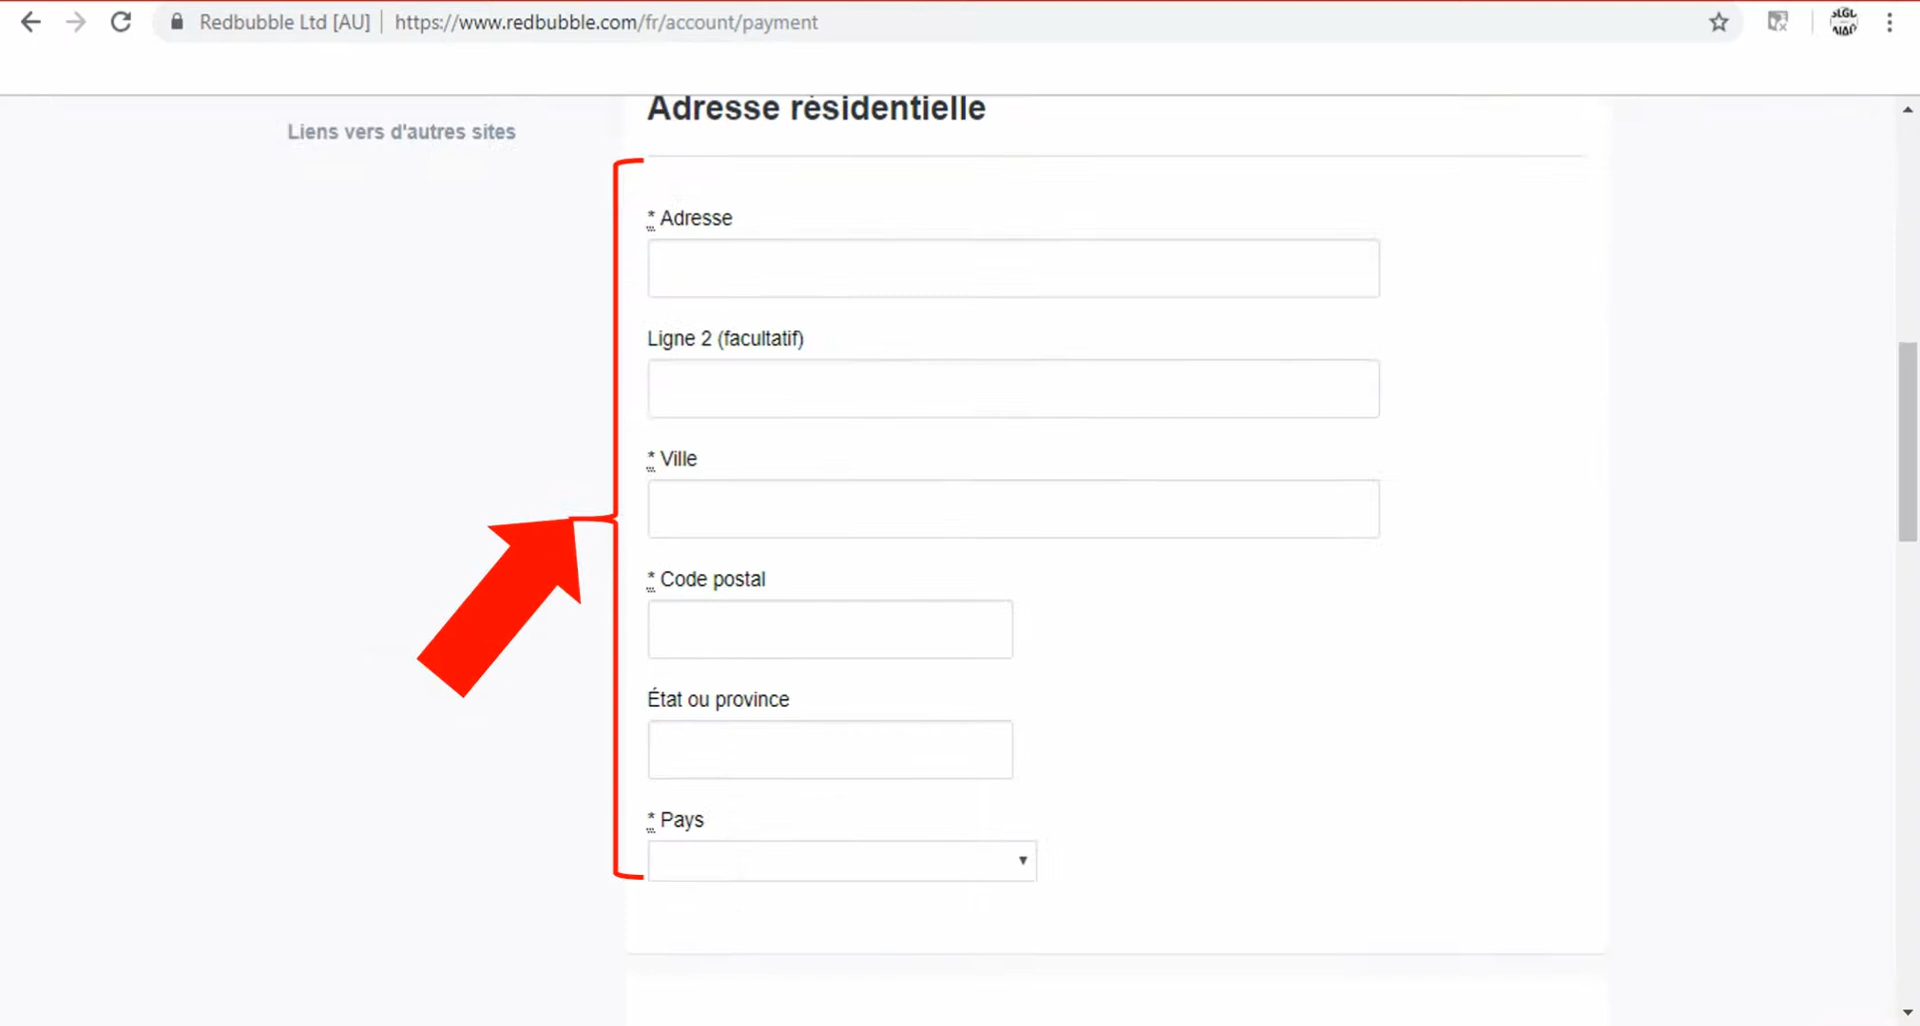 Redbubble Ltd [AU] | https://www.redbubble.com/fr/account/payment
Liens vers d'autres sites
Adresse résidentielle
* Adresse
Ligne 2 (facultatif)
* Ville
* Code postal
État ou province
* Pays